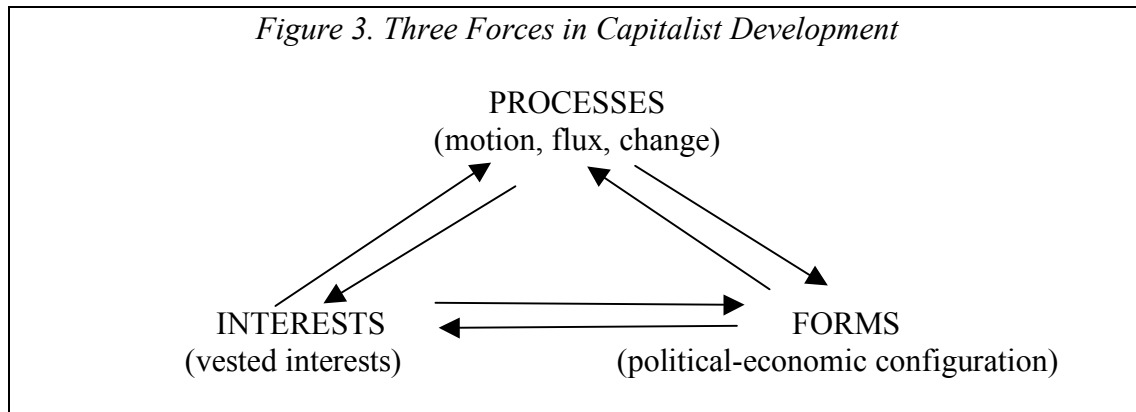 Figure 3. Three Forces in Capitalist Development
PROCESSES
(motion, flux, change)
INTERESTS
(vested interests)
FORMS
(political-economic configuration)